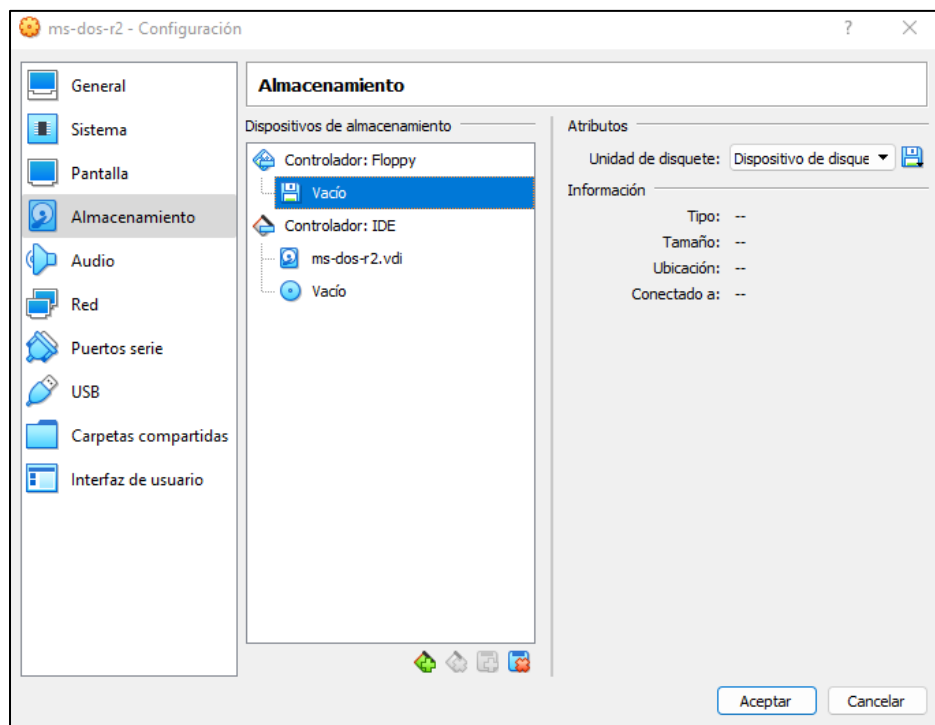 ms-dos-r2 - Configuración
?
General
Sistema
Pantalla
Almacenamiento
Audio
Red
Puertos serie
USB
Carpetas compartidas
Interfaz de usuario
Almacenamiento
Dispositivos de almacenamiento
Controlador: Floppy
Vacío
Controlador: IDE
ms-dos-r2.vdi
Vacío
Atributos
Unidad de disquete: Dispositivo de disque
Información
Tipo: --
Tamaño: --
Ubicación: --
Conectado a: --
Aceptar Cancelar